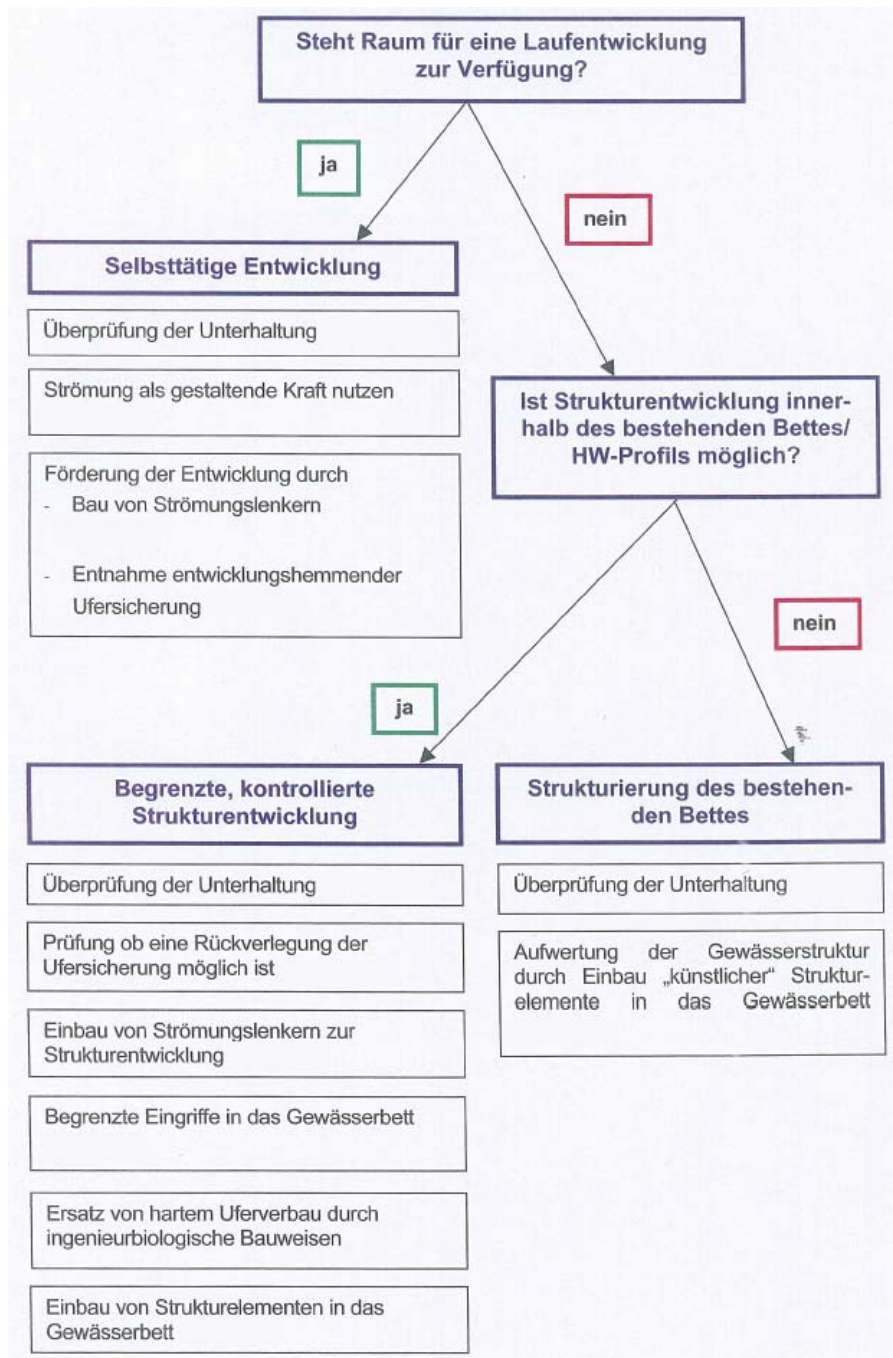 Steht Raum für eine Laufentwicklung
zur Verfügung?
ja
nein
Selbsttätige Entwicklung
Überprüfung der Unterhaltung
Strömung als gestaltende Kraft nutzen
Förderung der Entwicklung durch
- Bau von Strömungslenkern
- Entnahme entwicklungshemmender
Ufersicherung
Ist Strukturentwicklung inner-
halb des bestehenden Bettes/
HW-Profils möglich?
ja
nein
Begrenzte, kontrollierte
Strukturentwicklung
Überprüfung der Unterhaltung
Prüfung ob eine Rückverlegung der
Ufersicherung möglich ist
Einbau von Strömungslenkern zur
Strukturentwicklung
Begrenzte Eingriffe in das Gewässerbett
Ersatz von hartem Uferverbau durch
ingenieurbiologische Bauweisen
Einbau von Strukturelementen in das
Gewässerbett
Strukturierung des bestehen-
den Bettes
Überprüfung der Unterhaltung
Aufwertung der Gewässerstruktur
durch Einbau „künstlicher“ Struktur-
elemente in das Gewässerbett